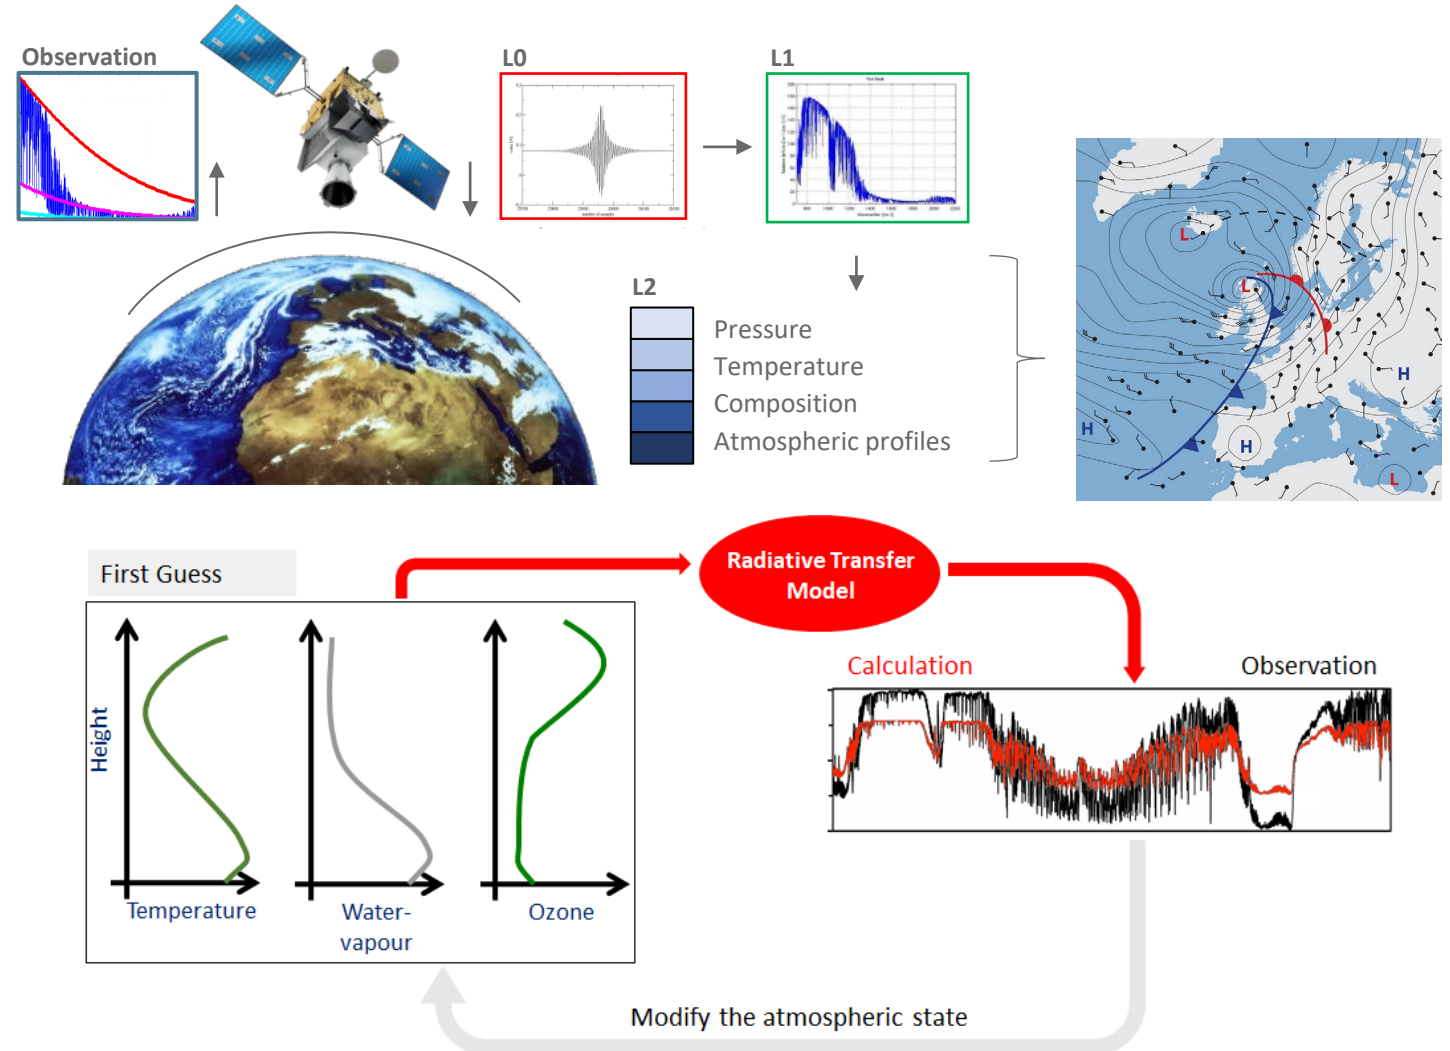 Observation
L0
L1
L2
Pressure
Temperature
Composition
Atmospheric profiles
L
L
H
H
H
L
First Guess
Radiative Transfer
Model
Calculation
Observation
Height
Temperature
Water-
vapour
Ozone
Modify the atmospheric state